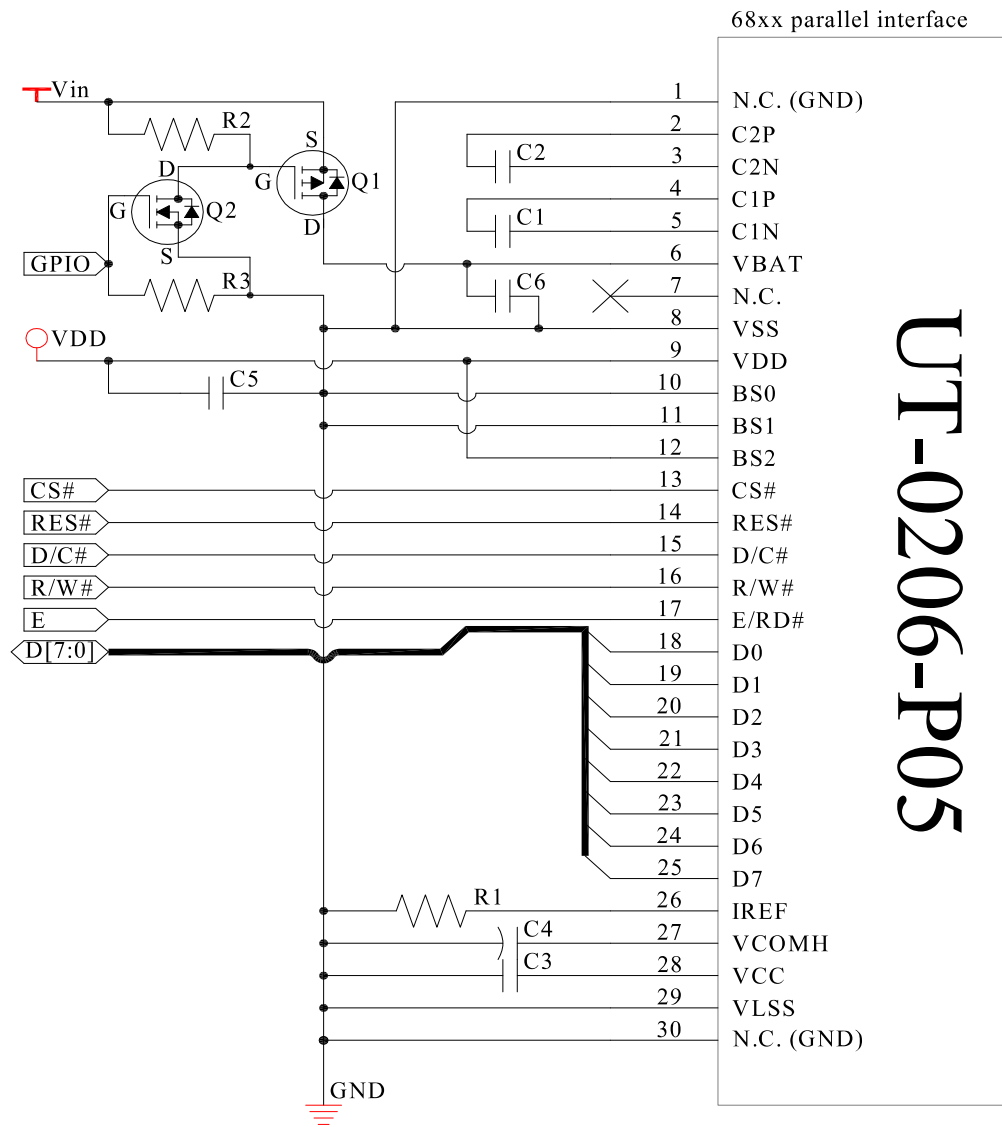 68xx parallel interface
Vin
R2
S
D
G
Q1
G
Q2
D
S
GPIO
R3
VDD
C5
C2
C1
C6
CS#
RES#
D/C#
R/W#
E
D[7:0]
R1
C4
C3
GND
1 N.C. (GND)
2 C2P
3 C2N
4 C1P
5 C1N
6 VBAT
7 N.C.
8 VSS
9 VDD
10 BS0
11 BS1
12 BS2
13 CS#
14 RES#
15 D/C#
16 R/W#
17 E/RD#
18 D0
19 D1
20 D2
21 D3
22 D4
23 D5
24 D6
25 D7
26 IREF
27 VCOMH
28 VCC
29 VLSS
30 N.C. (GND)
UT-0206-P05